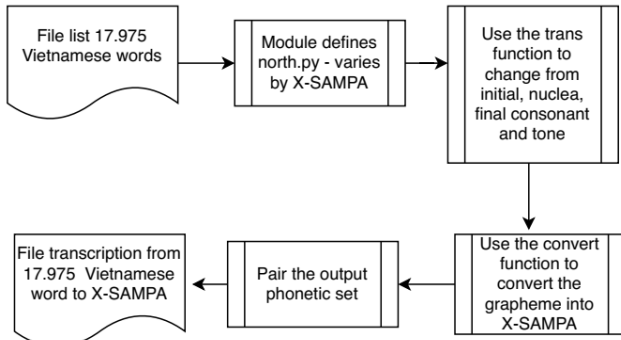 File list 17.975
Vietnamese words
Module defines
north.py - varies
by X-SAMPA
Use the trans
function to
change from
initial, nuclea,
final consonant
and tone
Use the convert
function to
convert the
grapheme into
X-SAMPA
Pair the output
phonetic set
File transcription from
17.975 Vietnamese
word to X-SAMPA